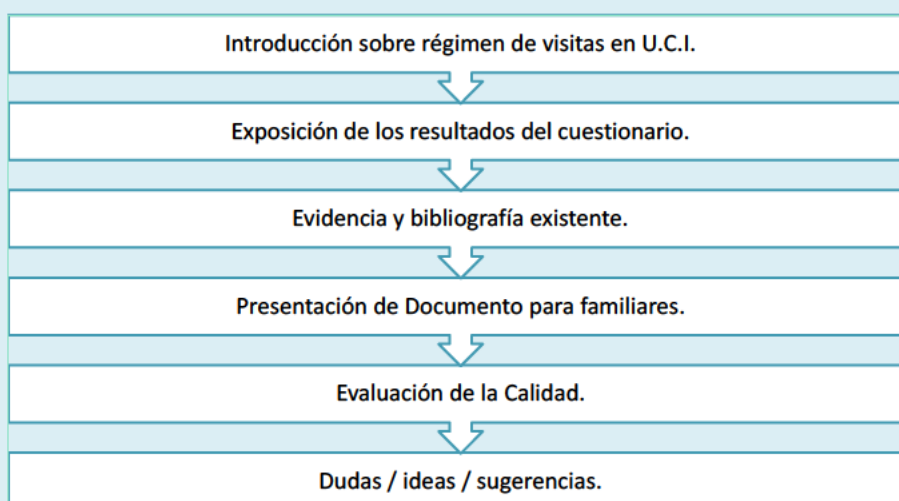 Introducción sobre régimen de visitas en U.C.I.
Exposición de los resultados del cuestionario.
Evidencia y bibliografía existente.
Presentación de Documento para familiares.
Evaluación de la Calidad.
Dudas / ideas / sugerencias.